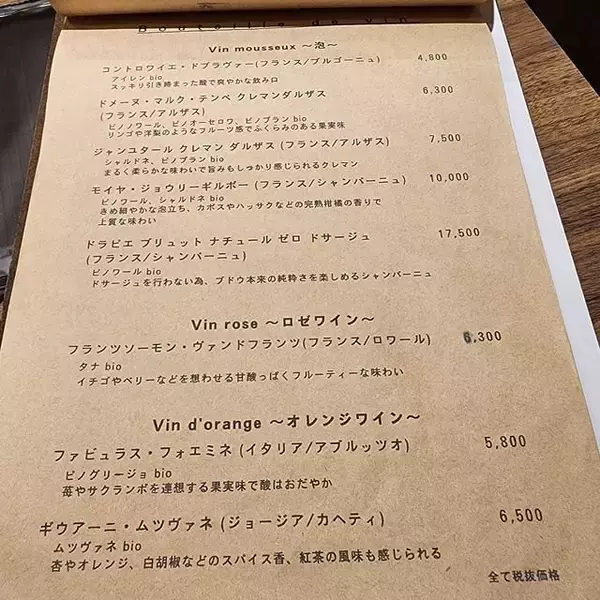 Bouteille de vin
Vin mousseux 〜泡〜
コントロワイエ・ドブラヴァー(フランス/ブルゴーニュ) 4,800
アイレン bio
スッキリ引き締まった酸で爽やかな飲み口
ドメーヌ・マルク・テンペ クレマンダルザス 6,300
(フランス/アルザス)
ピノノワール、ピノオーセロワ、ピノブラン bio
リンゴや洋梨のようなフルーツ感でふくらみのある果実味
ジャンユタール クレマン ダルザス (フランス/アルザス) 7,500
シャルドネ、ピノブラン bio
まるく柔らかな味わいで旨みもしっかり感じられるクレマン
モイヤ・ジョウリーギルボー (フランス/シャンパーニュ) 10,000
ピノワール、シャルドネ bio
きめ細やかな泡立ち、カボスやハッサクなどの完熟柑橘の香りで
上質な味わい
ドラピエ ブリュット ナチュール ゼロ ドサージュ 17,500
(フランス/シャンパーニュ)
ピノワール bio
ドサージュを行わない為、ブドウ本来の純粋さを楽しめるシャンパーニュ
Vin rose 〜ロゼワイン〜
フランツソーモン・ヴァンドフランツ(フランス/ロワール) 6,300
タナ bio
イチゴやベリーなどを想わせる甘酸っぱくフルーティーな味わい
Vin d'orange 〜オレンジワイン〜
ファビュラス・フォエミネ (イタリア/アブルッツオ) 5,800
ピノグリージョ bio
苺やサクランボを連想する果実味で酸はおだやか
ギウアーニ・ムツヴァネ (ジョージア/カヘティ) 6,500
ムツヴァネ bio
杏やオレンジ、白胡椒などのスパイス香、紅茶の風味も感じられる
全て税抜価格